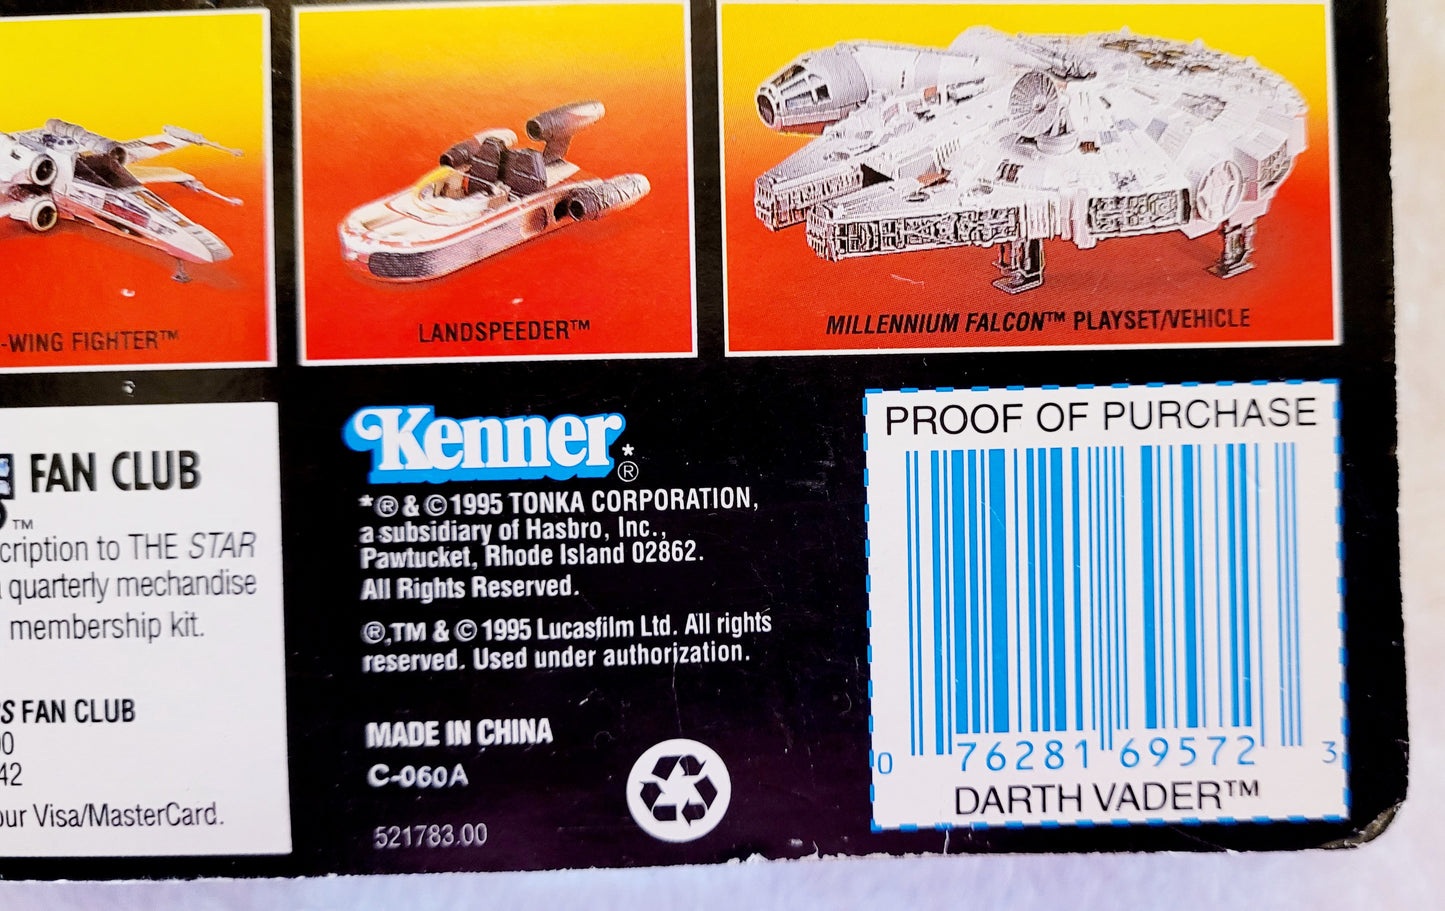 -WING FIGHTER™
LANDSPEEDER™
MILLENNIUM FALCON™ PLAYSET/VEHICLE
FAN CLUB
™
cription to THE STAR
quarterly mechandise
membership kit.
S FAN CLUB
00
42
our Visa/MasterCard.
Kenner*®
*® & ©1995 TONKA CORPORATION,
a subsidiary of Hasbro, Inc.,
Pawtucket, Rhode Island 02862.
All Rights Reserved.
®,TM & © 1995 Lucasfilm Ltd. All rights
reserved. Used under authorization.
MADE IN CHINA
C-060A
521783.00
PROOF OF PURCHASE
0 76281 69572 3
DARTH VADER™